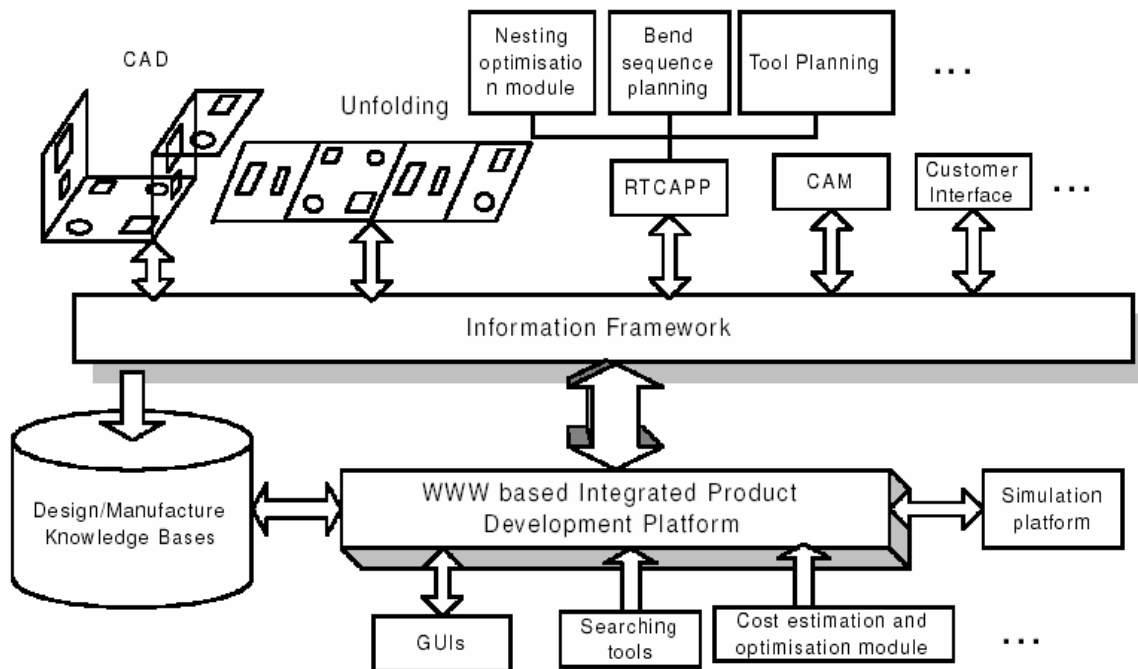 CAD
Unfolding
Nesting
optimisatio
n module
Bend
sequence
planning
Tool Planning
...
RTCAPP
CAM
Customer
Interface
...
Information Framework
Design/Manufacture
Knowledge Bases
WWW based Integrated Product
Development Platform
Simulation
platform
GUIs
Searching
tools
Cost estimation and
optimisation module
...